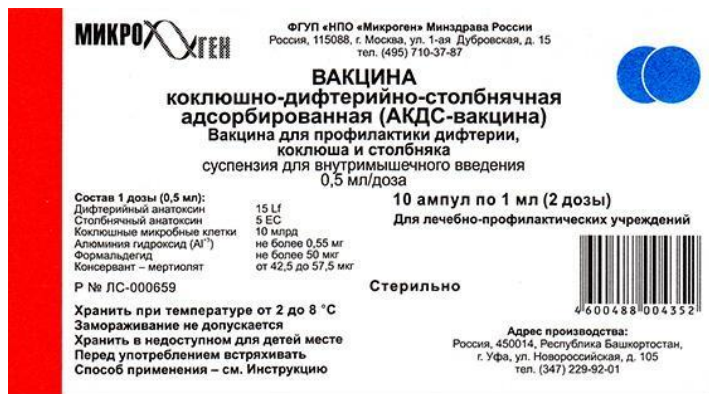 МИКРОГЕН
ФГУП «НПО «Микроген» Минздрава России
Россия, 115088, г. Москва, ул. 1-ая Дубровская, д. 15
тел. (495) 710-37-87
ВАКЦИНА
коклюшно-дифтерийно-столбнячная
адсорбированная (АКДС-вакцина)
Вакцина для профилактики дифтерии,
коклюша и столбняка
суспензия для внутримышечного введения
0,5 мл/доза
Состав 1 дозы (0,5 мл):
Дифтерийный анатоксин 15 Lf
Столбнячный анатоксин 5 ЕС
Коклюшные микробные клетки 10 млрд
Алюминия гидроксид (Al⁺³) не более 0,55 мг
Формальдегид не более 50 мкг
Консервант – мертиолят от 42,5 до 57,5 мкг
10 ампул по 1 мл (2 дозы)
Для лечебно-профилактических учреждений
Р № ЛС-000659
Стерильно
Хранить при температуре от 2 до 8 °С
Замораживание не допускается
Хранить в недоступном для детей месте
Перед употреблением встряхивать
Способ применения – см. Инструкцию
4 600488 004352
Адрес производства:
Россия, 450014, Республика Башкортостан,
г. Уфа, ул. Новороссийская, д. 105
тел. (347) 229-92-01